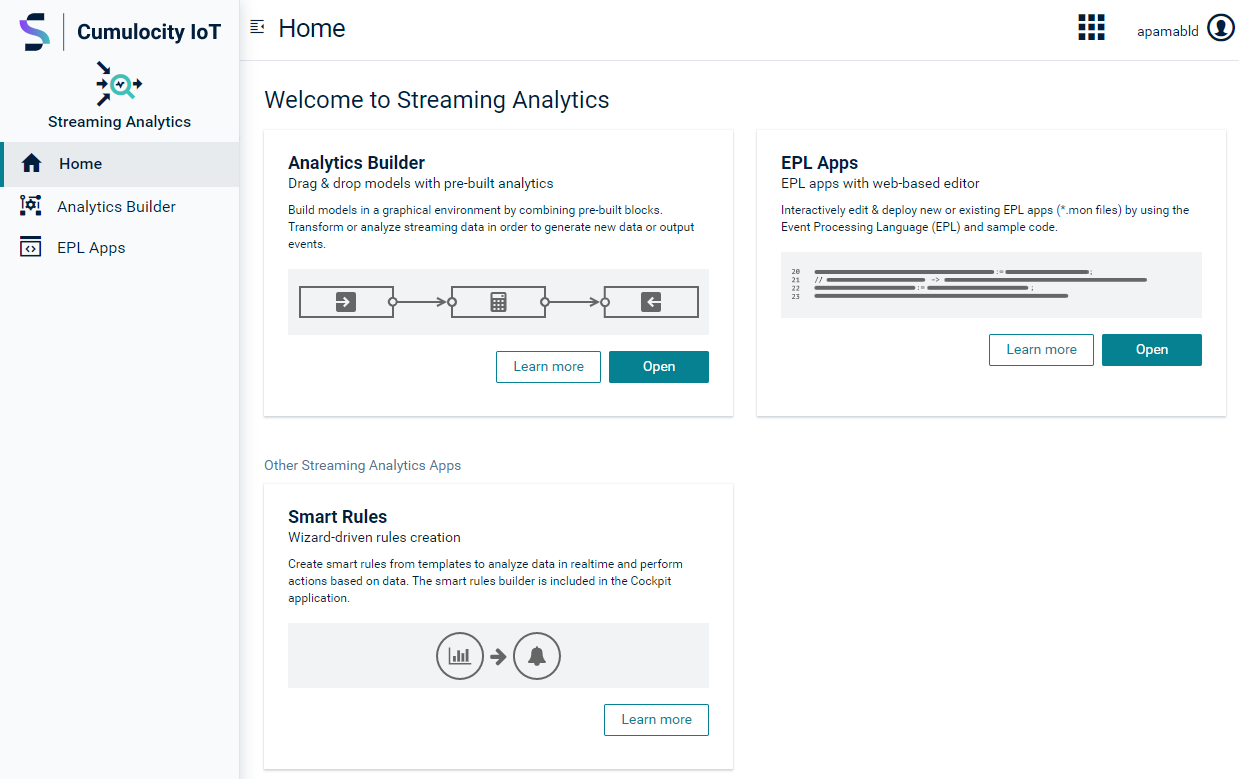 Cumulocity IoT
Streaming Analytics
Home
Analytics Builder
EPL Apps
Home
apamabld
Welcome to Streaming Analytics
Analytics Builder
Drag & drop models with pre-built analytics
Build models in a graphical environment by combining pre-built blocks.
Transform or analyze streaming data in order to generate new data or output
events.
Learn more
Open
EPL Apps
EPL apps with web-based editor
Interactively edit & deploy new or existing EPL apps (*.mon files) by using the
Event Processing Language (EPL) and sample code.
20 := ;
21 // ->
22 := ;
23
Learn more
Open
Other Streaming Analytics Apps
Smart Rules
Wizard-driven rules creation
Create smart rules from templates to analyze data in realtime and perform
actions based on data. The smart rules builder is included in the Cockpit
application.
Learn more